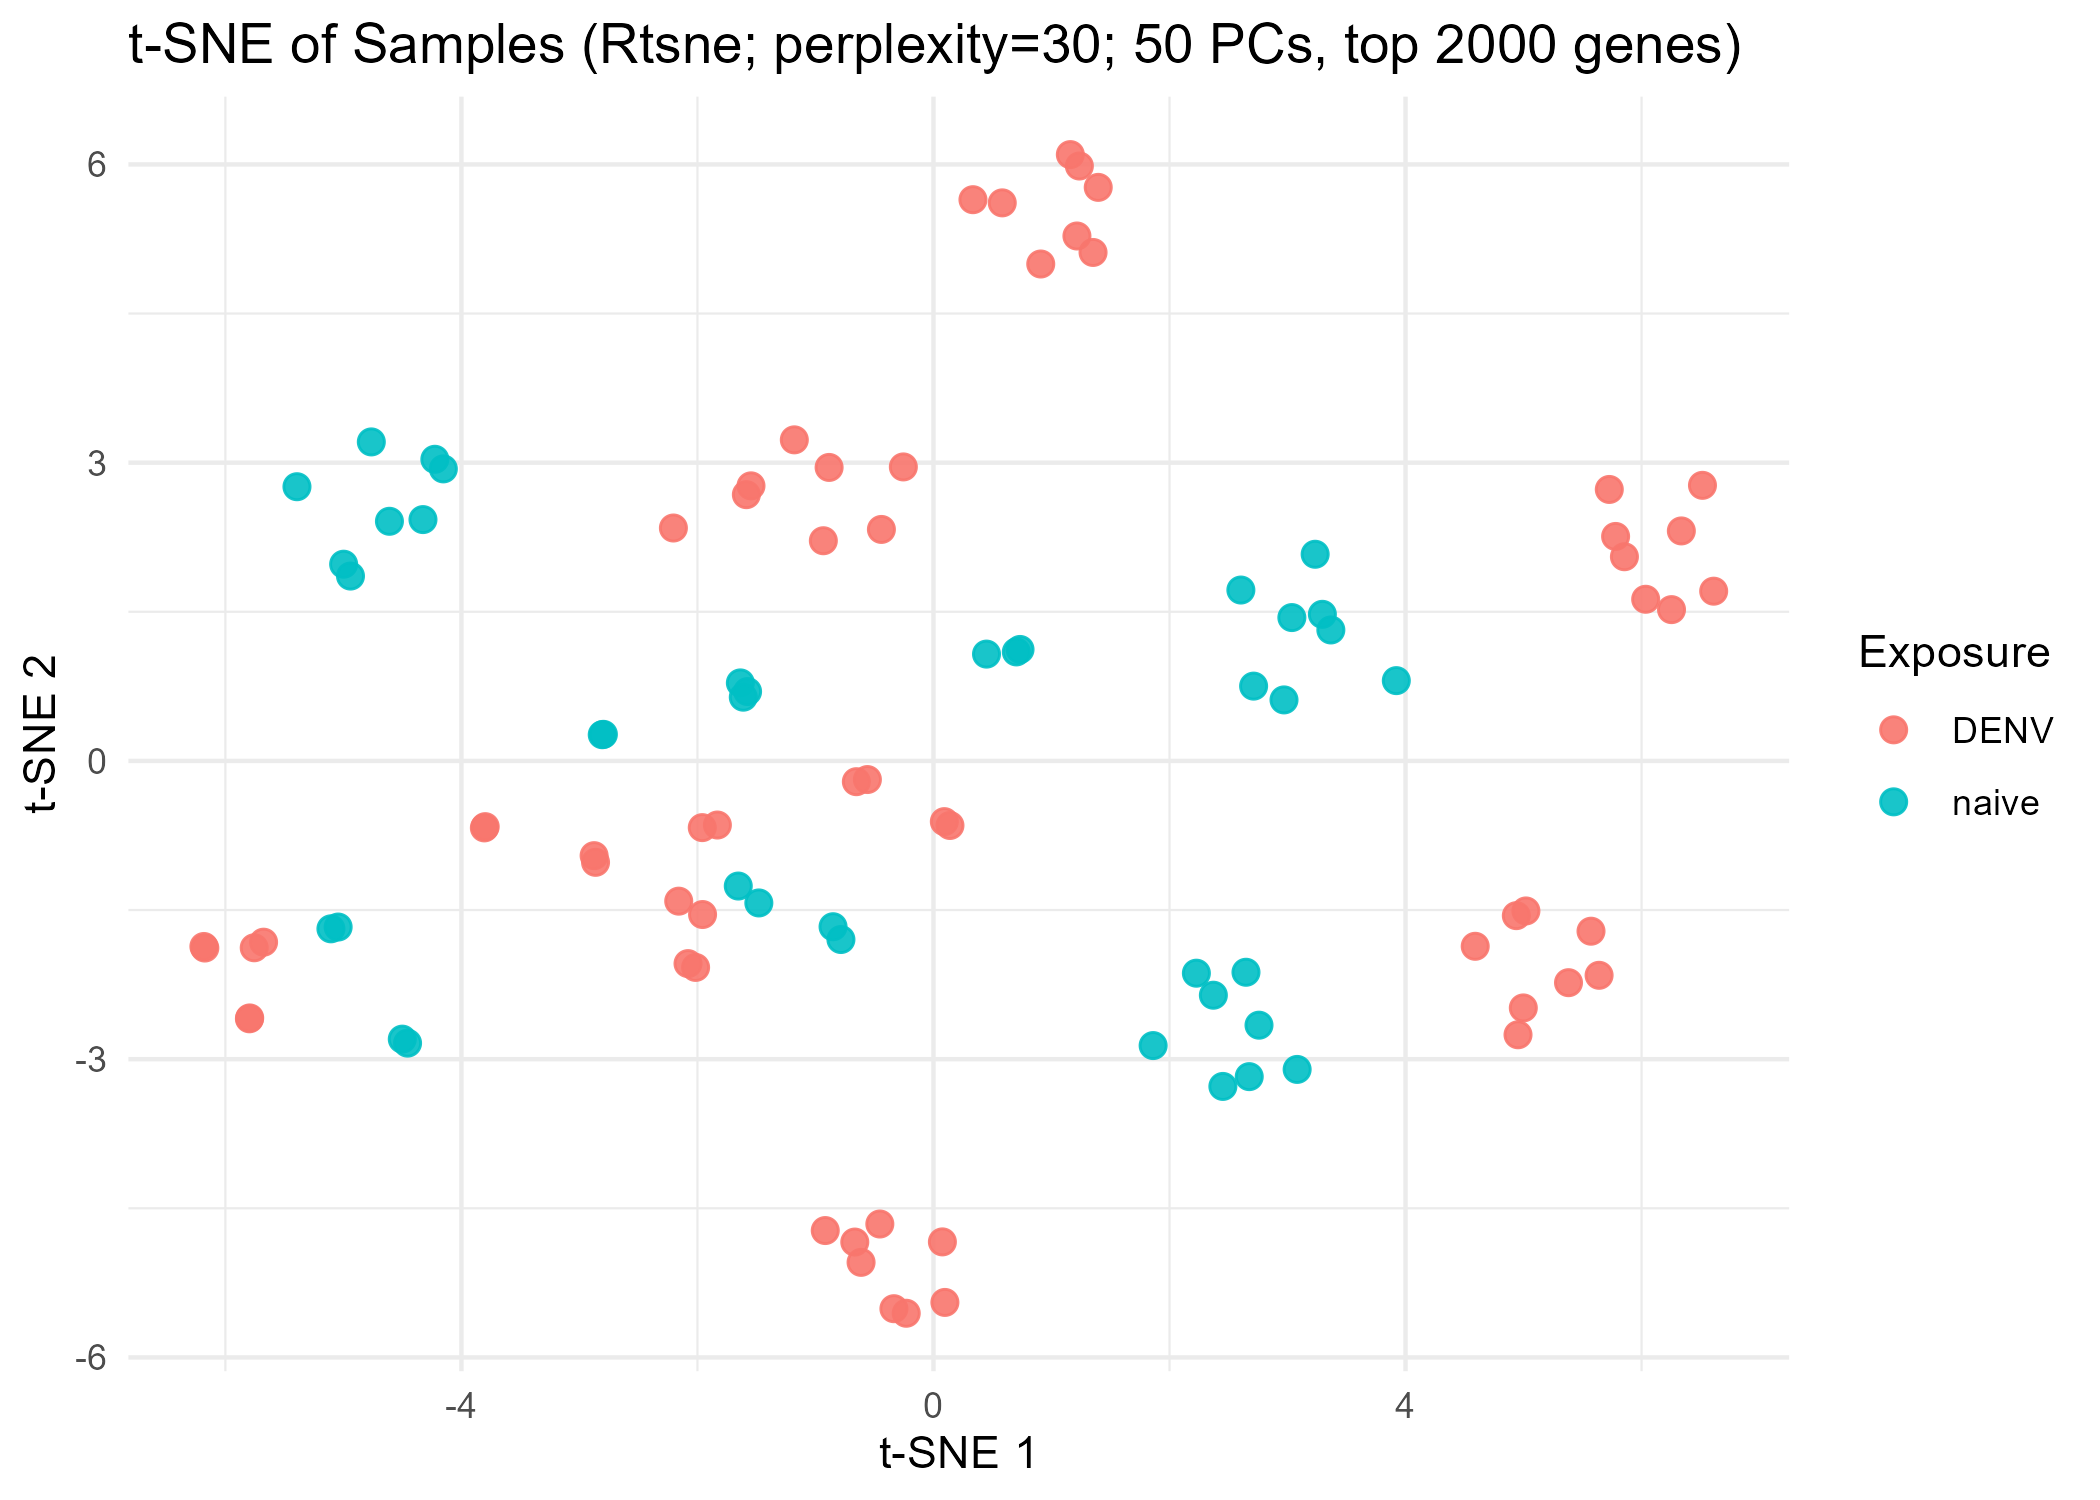 t-SNE of Samples (Rtsne; perplexity=30; 50 PCs, top 2000 genes)
6
3
0
-3
-6
t-SNE 2
-4
0
4
t-SNE 1
Exposure
DENV
naive